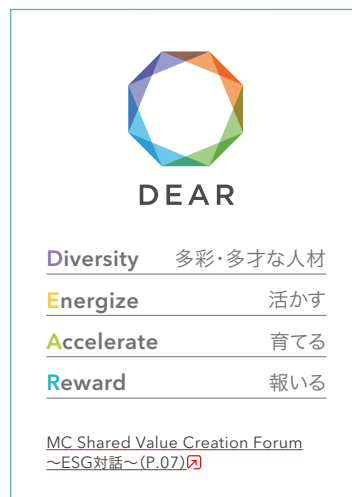 DEAR
Diversity 多彩・多才な人材
Energize 活かす
Accelerate 育てる
Reward 報いる
MC Shared Value Creation Forum
～ESG対話～(P.07)